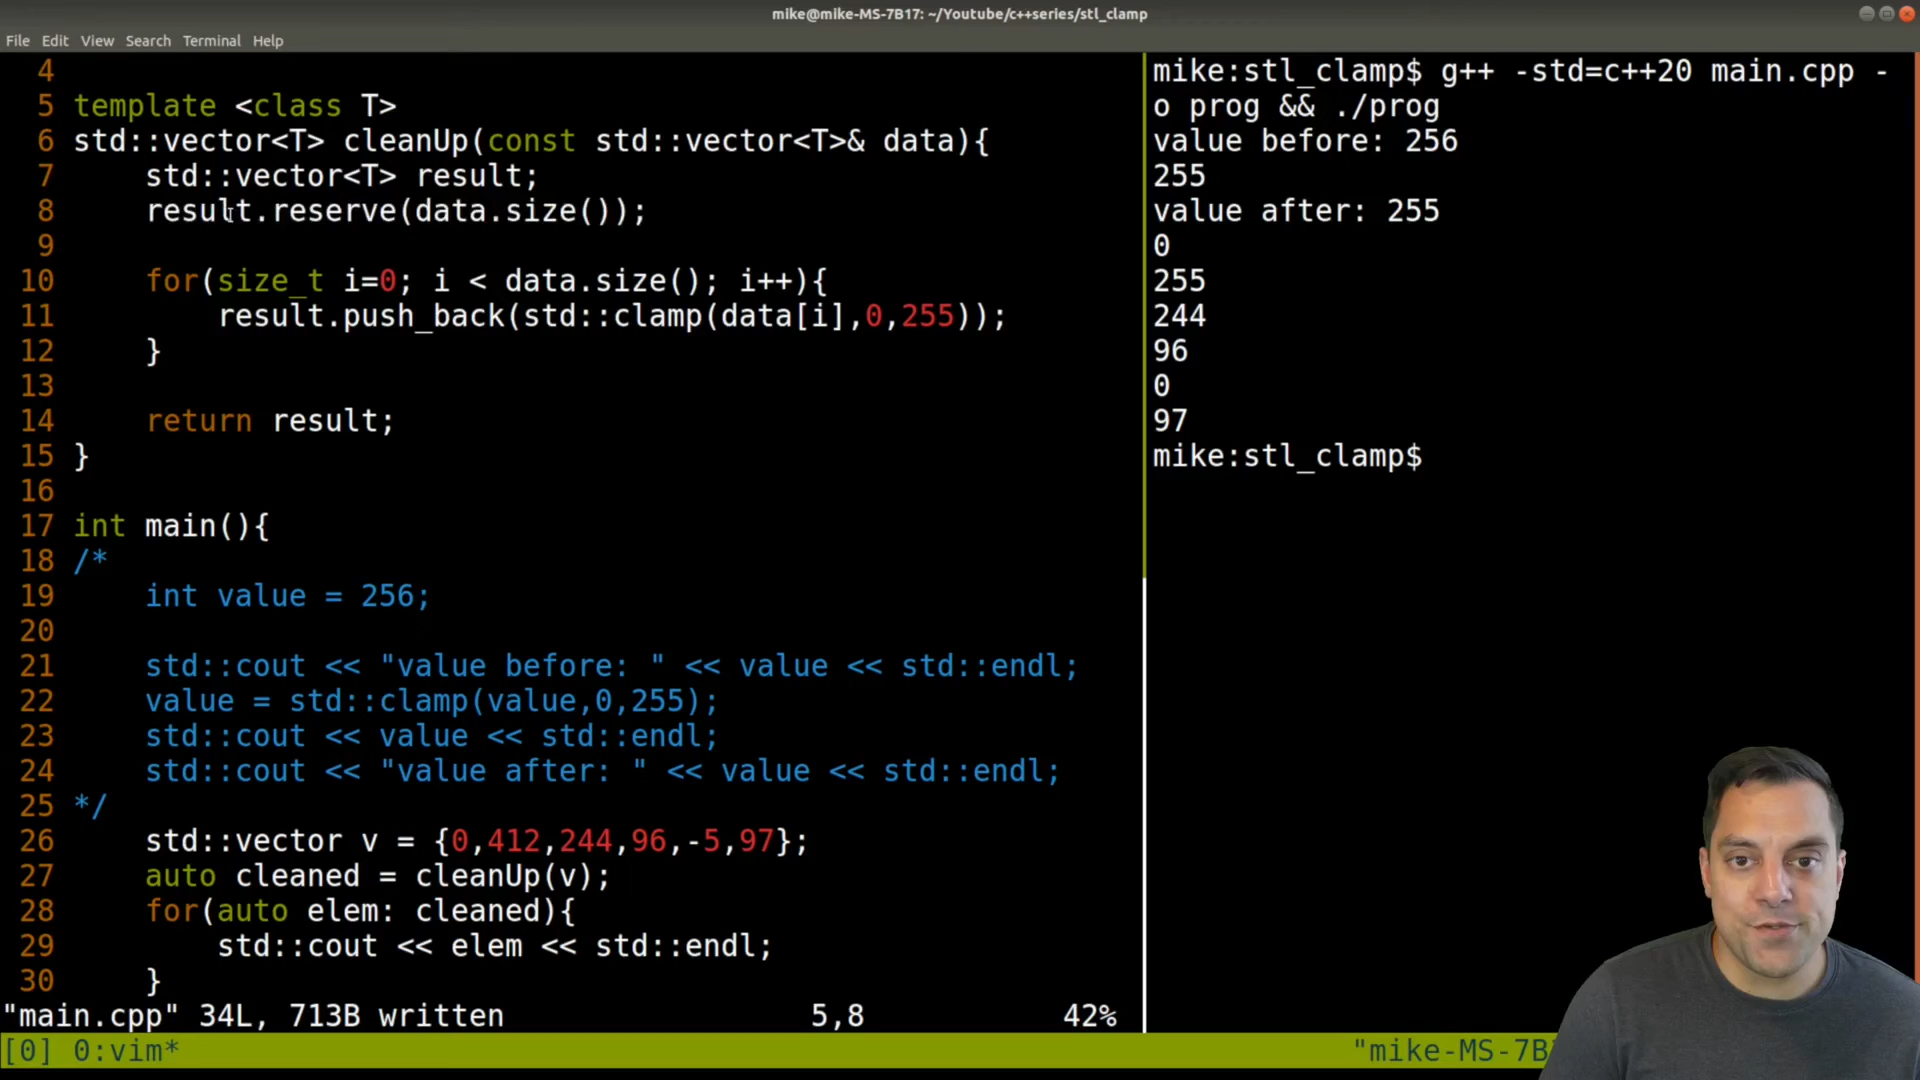 mike@mike-MS-7B17: ~/Youtube/c++series/stl_clamp
File Edit View Search Terminal Help
4
5 template <class T>
6 std::vector<T> cleanUp(const std::vector<T>& data){
7 std::vector<T> result;
8 result.reserve(data.size());
9
10 for(size_t i=0; i < data.size(); i++){
11 result.push_back(std::clamp(data[i],0,255));
12 }
13
14 return result;
15 }
16
17 int main(){
18 /*
19 int value = 256;
20
21 std::cout << "value before: " << value << std::endl;
22 value = std::clamp(value,0,255);
23 std::cout << value << std::endl;
24 std::cout << "value after: " << value << std::endl;
25 */
26 std::vector v = {0,412,244,96,-5,97};
27 auto cleaned = cleanUp(v);
28 for(auto elem: cleaned){
29 std::cout << elem << std::endl;
30 }
"main.cpp" 34L, 713B written 5,8 42%
mike:stl_clamp$ g++ -std=c++20 main.cpp -
o prog && ./prog
value before: 256
255
value after: 255
0
255
244
96
0
97
mike:stl_clamp$
[0] 0:vim* "mike-MS-7B